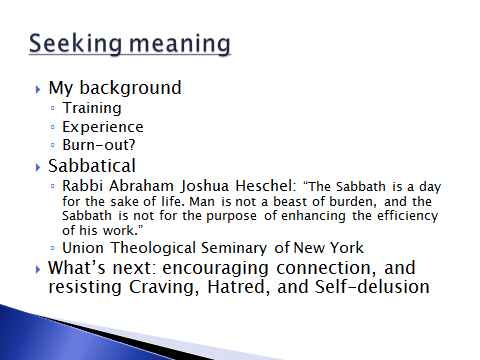 Seeking meaning
My background
Training
Experience
Burn-out?
Sabbatical
Rabbi Abraham Joshua Heschel: “The Sabbath is a day
for the sake of life. Man is not a beast of burden, and the
Sabbath is not for the purpose of enhancing the efficiency
of his work.”
Union Theological Seminary of New York
What’s next: encouraging connection, and
resisting Craving, Hatred, and Self-delusion